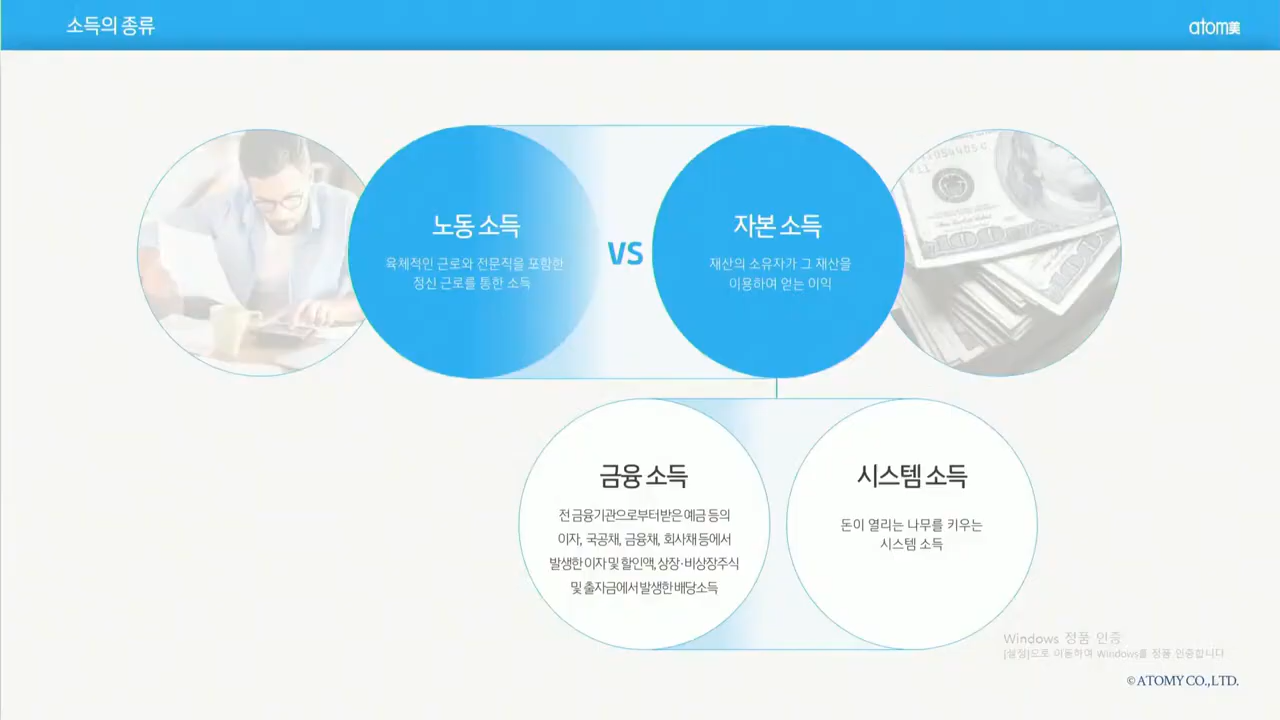 소득의 종류
atom美
노동 소득
육체적인 근로와 전문직을 포함한
정신 근로를 통한 소득
VS
자본 소득
재산의 소유자가 그 재산을
이용하여 얻는 이익
100
금융 소득
전 금융기관으로부터 받은 예금 등의
이자, 국공채, 금융채, 회사채 등에서
발생한 이자 및 할인액, 상장·비상장주식
및 출자금에서 발생한 배당소득
시스템 소득
돈이 열리는 나무를 키우는
시스템 소득
Windows 정품 인증
[설정]으로 이동하여 Windows를 정품 인증합니다.
© ATOMY CO., LTD.